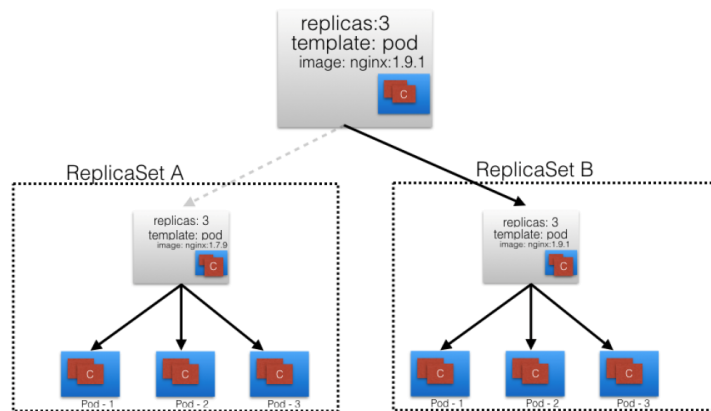 replicas:3
template: pod
image: nginx:1.9.1
C
ReplicaSet A
ReplicaSet B
replicas: 3
template: pod
image: nginx:1.7.9
C
replicas: 3
template: pod
image: nginx:1.9.1
C
C
C
C
C
C
C
Pod - 1
Pod - 2
Pod - 3
Pod - 1
Pod - 2
Pod - 3